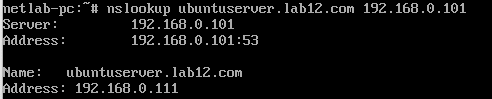 netlab-pc:~# nslookup ubuntuserver.lab12.com 192.168.0.101
Server: 192.168.0.101
Address: 192.168.0.101:53
Name: ubuntuserver.lab12.com
Address: 192.168.0.111